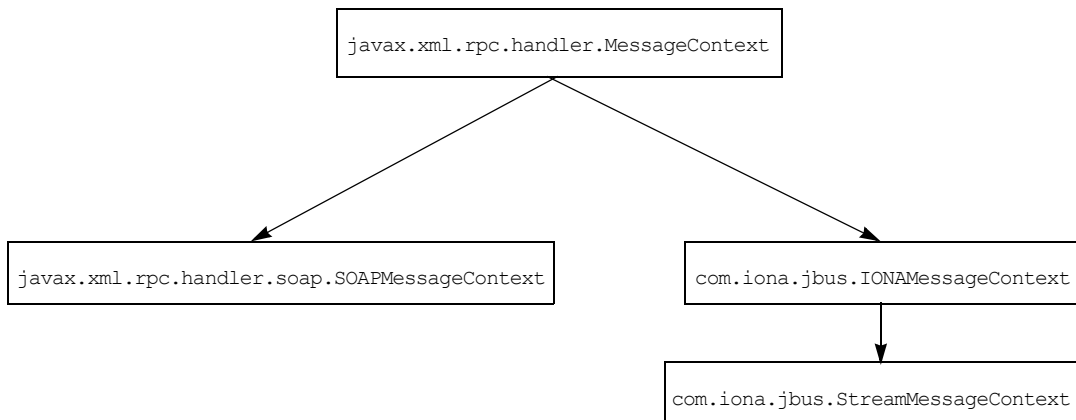 javax.xml.rpc.handler.MessageContext
javax.xml.rpc.handler.soap.SOAPMessageContext
com.iona.jbus.IONAMessageContext
com.iona.jbus.StreamMessageContext